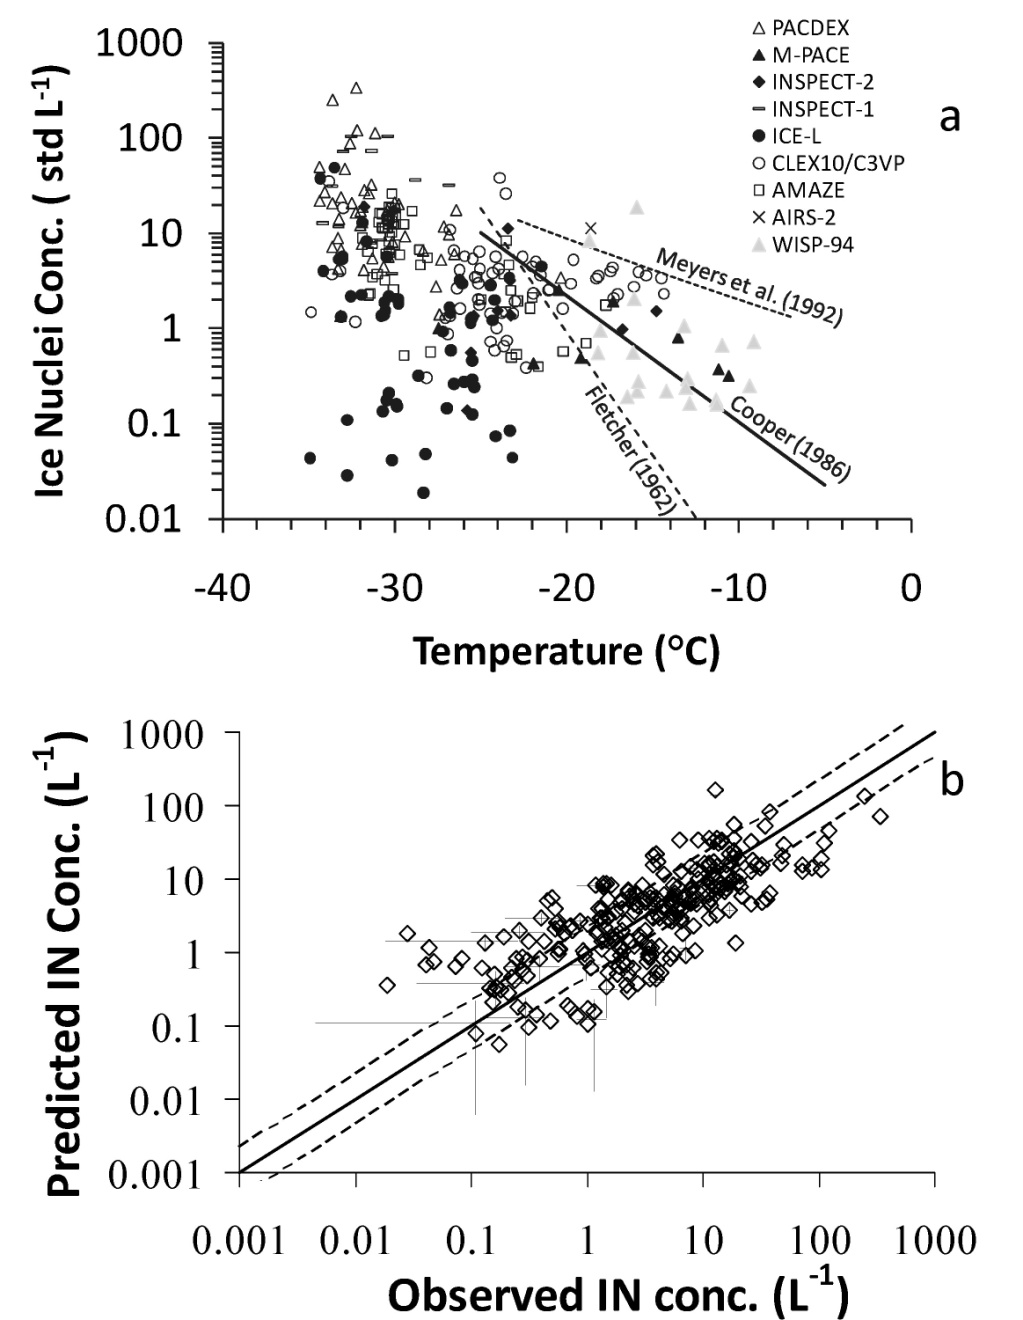 1000
100
10
1
0.1
0.01
Ice Nuclei Conc. ( std L-1)
PACDEX
M-PACE
INSPECT-2
INSPECT-1
ICE-L
CLEX10/C3VP
AMAZE
AIRS-2
WISP-94
a
Meyers et al. (1992)
Cooper (1986)
Fletcher (1962)
-40 -30 -20 -10 0
Temperature (°C)
1000
100
10
1
0.1
0.01
0.001
Predicted IN Conc. (L-1)
b
0.001 0.01 0.1 1 10 100 1000
Observed IN conc. (L-1)